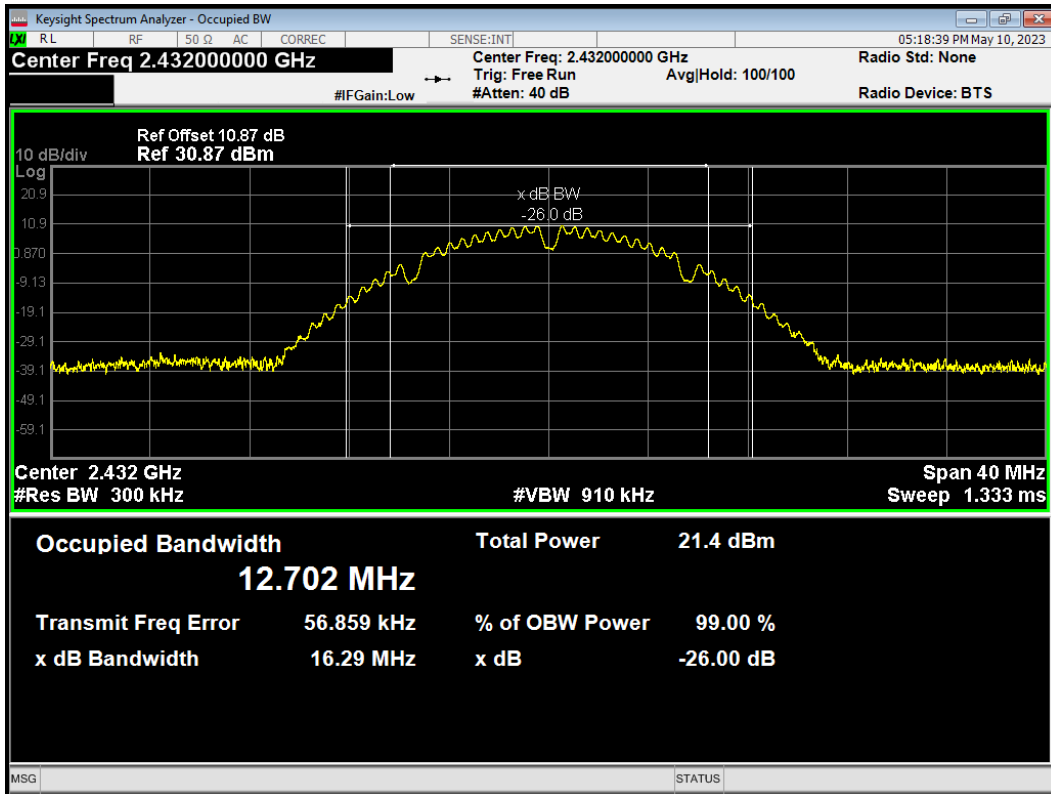 Keysight Spectrum Analyzer - Occupied BW
LXI RL RF 50 Ω AC CORREC SENSE:INT 05:18:39 PM May 10, 2023
Center Freq 2.432000000 GHz
Center Freq: 2.432000000 GHz
Radio Std: None
Trig: Free Run
Avg|Hold: 100/100
#IFGain:Low
#Atten: 40 dB
Radio Device: BTS
Ref Offset 10.87 dB
10 dB/div
Ref 30.87 dBm
Log
x dB BW
-26.0 dB
20.9
10.9
0.870
-9.13
-19.1
-29.1
-39.1
-49.1
-59.1
Center 2.432 GHz
Span 40 MHz
#Res BW 300 kHz
#VBW 910 kHz
Sweep 1.333 ms
Occupied Bandwidth
Total Power 21.4 dBm
12.702 MHz
Transmit Freq Error 56.859 kHz
% of OBW Power 99.00 %
x dB Bandwidth 16.29 MHz
x dB -26.00 dB
MSG
STATUS